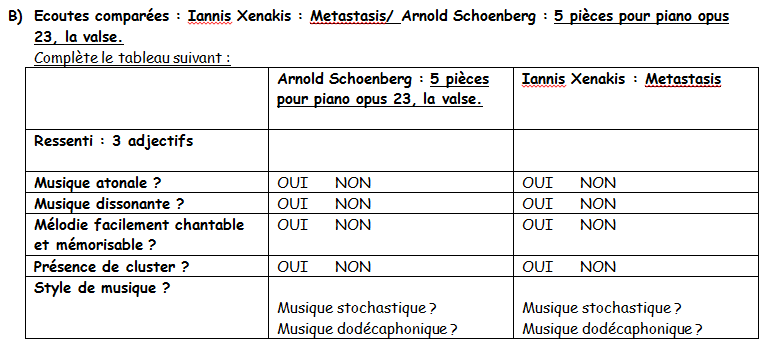 B) Ecoutes comparées : Iannis Xenakis : Metastasis/ Arnold Schoenberg : 5 pièces pour piano opus
23, la valse.
Complète le tableau suivant :
Arnold Schoenberg : 5 pièces
pour piano opus 23, la valse.
Iannis Xenakis : Metastasis
Ressenti : 3 adjectifs
Musique atonale ? OUI NON OUI NON
Musique dissonante ? OUI NON OUI NON
Mélodie facilement chantable
et mémorisable ?
OUI NON OUI NON
Présence de cluster ? OUI NON OUI NON
Style de musique ?
Musique stochastique ? Musique stochastique ?
Musique dodécaphonique ? Musique dodécaphonique ?